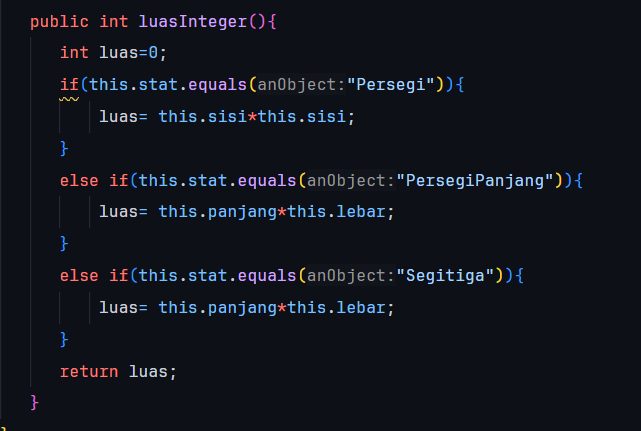 public int luasInteger(){
int luas=0;
if(this.stat.equals(anObject:"Persegi")){
luas= this.sisi*this.sisi;
}
else if(this.stat.equals(anObject:"PersegiPanjang")){
luas= this.panjang*this.lebar;
}
else if(this.stat.equals(anObject:"Segitiga")){
luas= this.panjang*this.lebar;
}
return luas;
}